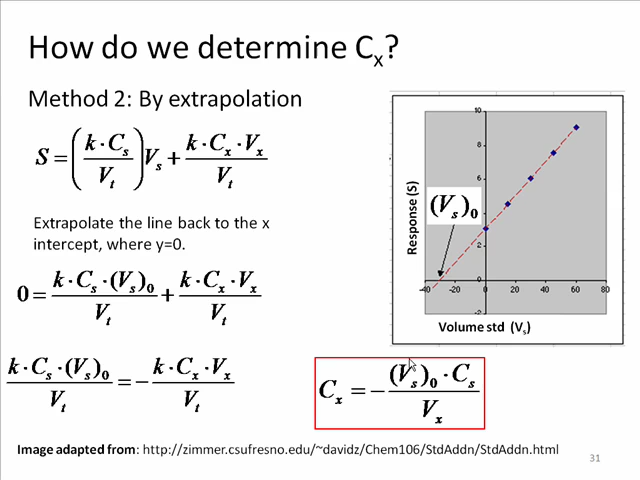 How do we determine Cₓ?
Method 2: By extrapolation
S = (k · Cₛ / Vₜ) Vₛ + k · Cₓ · Vₓ / Vₜ
Extrapolate the line back to the x
intercept, where y=0.
0 = k · Cₛ · (Vₛ)₀ / Vₜ + k · Cₓ · Vₓ / Vₜ
k · Cₛ · (Vₛ)₀ / Vₜ = − k · Cₓ · Vₓ / Vₜ
10
8
6
4
2
0
-2
-40 -20 0 20 40 60 80
Response (S)
(Vₛ)₀
Volume std (Vₛ)
Cₓ = − (Vₛ)₀ · Cₛ / Vₓ
Image adapted from: http://zimmer.csufresno.edu/~davidz/Chem106/StdAddn/StdAddn.html
31